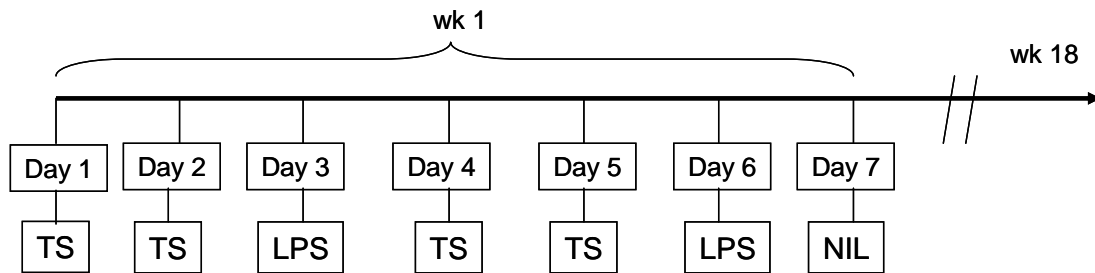 wk 1
wk 18
Day 1 Day 2 Day 3 Day 4 Day 5 Day 6 Day 7
TS TS LPS TS TS LPS NIL